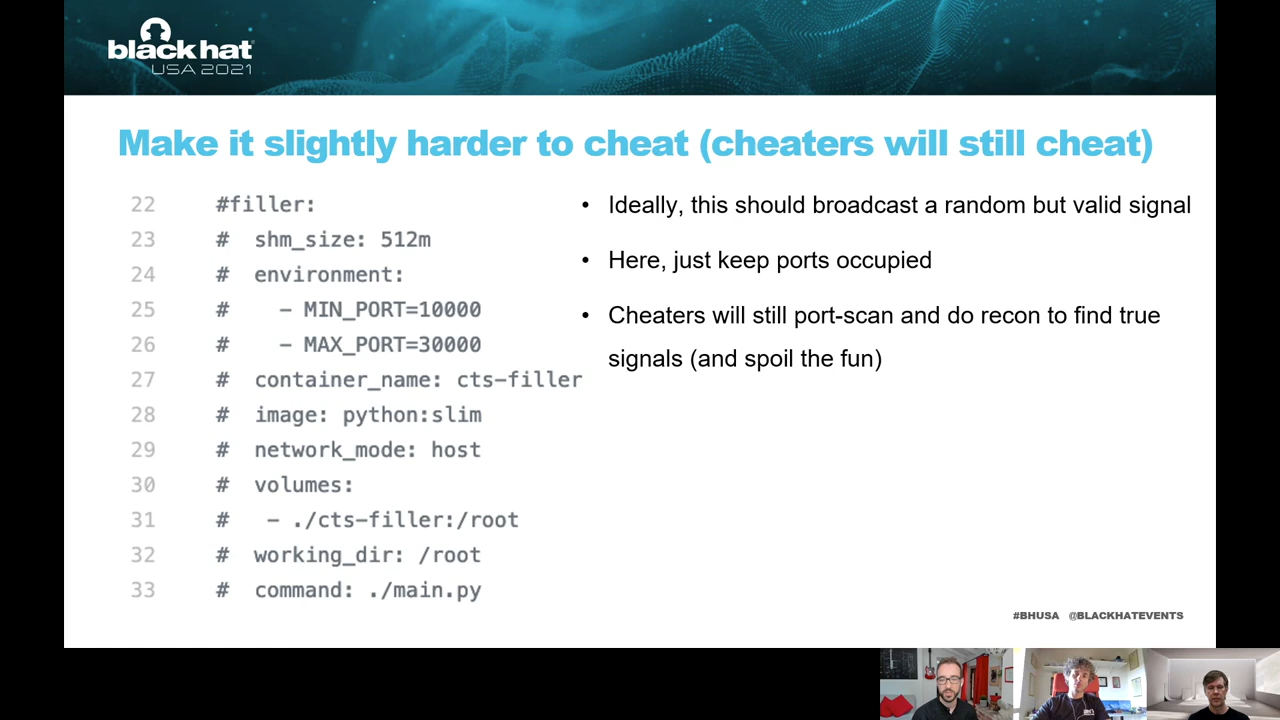 black hat
USA 2021
Make it slightly harder to cheat (cheaters will still cheat)
22 #filler:
23 # shm_size: 512m
24 # environment:
25 # - MIN_PORT=10000
26 # - MAX_PORT=30000
27 # container_name: cts-filler
28 # image: python:slim
29 # network_mode: host
30 # volumes:
31 # - ./cts-filler:/root
32 # working_dir: /root
33 # command: ./main.py
• Ideally, this should broadcast a random but valid signal
• Here, just keep ports occupied
• Cheaters will still port-scan and do recon to find true
signals (and spoil the fun)
#BHUSA @BLACKHATEVENTS